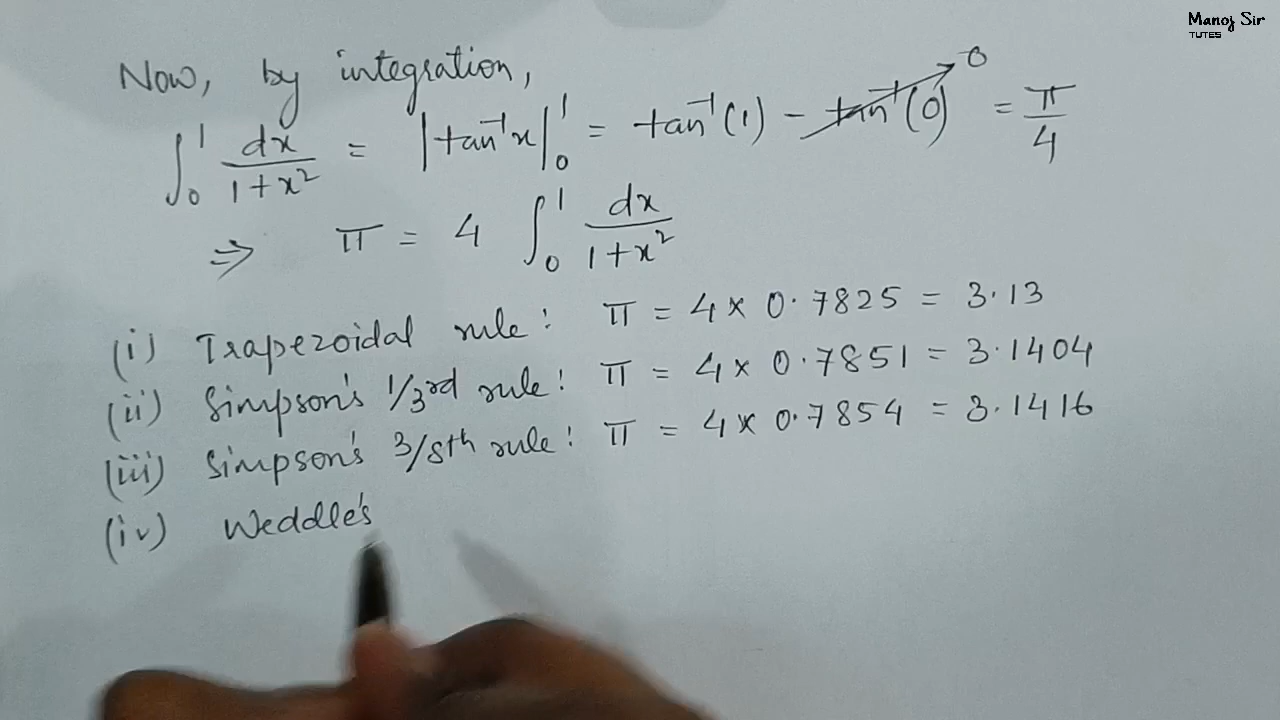 Manoj Sir
TUTES
Now, by integration,
∫₀¹ dx/(1+x²) = |tan⁻¹x|₀¹ = tan⁻¹(1) - tan⁻¹(0) 0 = π/4
⇒ π = 4 ∫₀¹ dx/(1+x²)
(i) Trapezoidal rule: π = 4 × 0.7825 = 3.13
(ii) Simpson's 1/3rd rule: π = 4 × 0.7851 = 3.1404
(iii) Simpson's 3/8th rule: π = 4 × 0.7854 = 3.1416
(iv) Weddle's